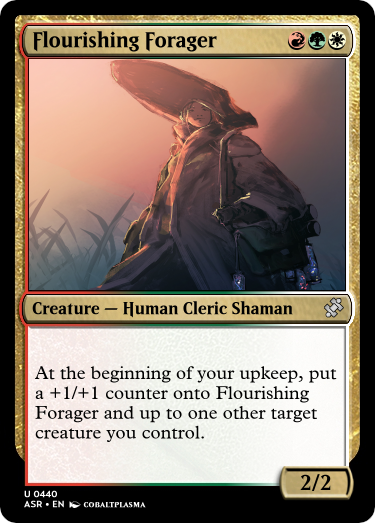 Flourishing Forager
Creature — Human Cleric Shaman
At the beginning of your upkeep, put
a +1/+1 counter onto Flourishing
Forager and up to one other target
creature you control.
2/2
U 0440
ASR • EN COBALTPLASMA